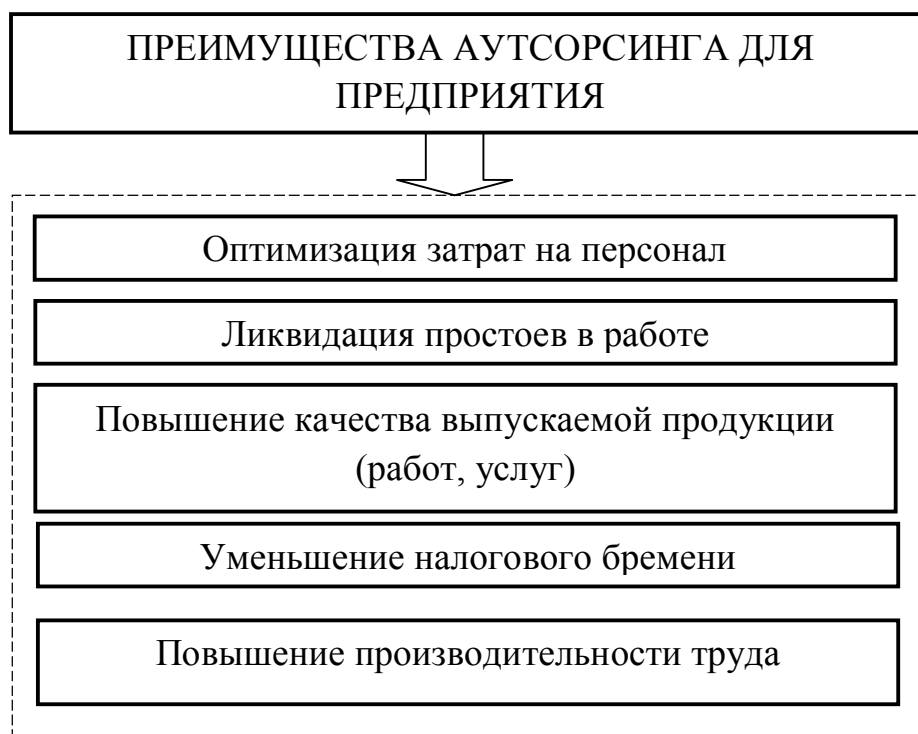 ПРЕИМУЩЕСТВА АУТСОРСИНГА ДЛЯ
ПРЕДПРИЯТИЯ
Оптимизация затрат на персонал
Ликвидация простоев в работе
Повышение качества выпускаемой продукции
(работ, услуг)
Уменьшение налогового бремени
Повышение производительности труда